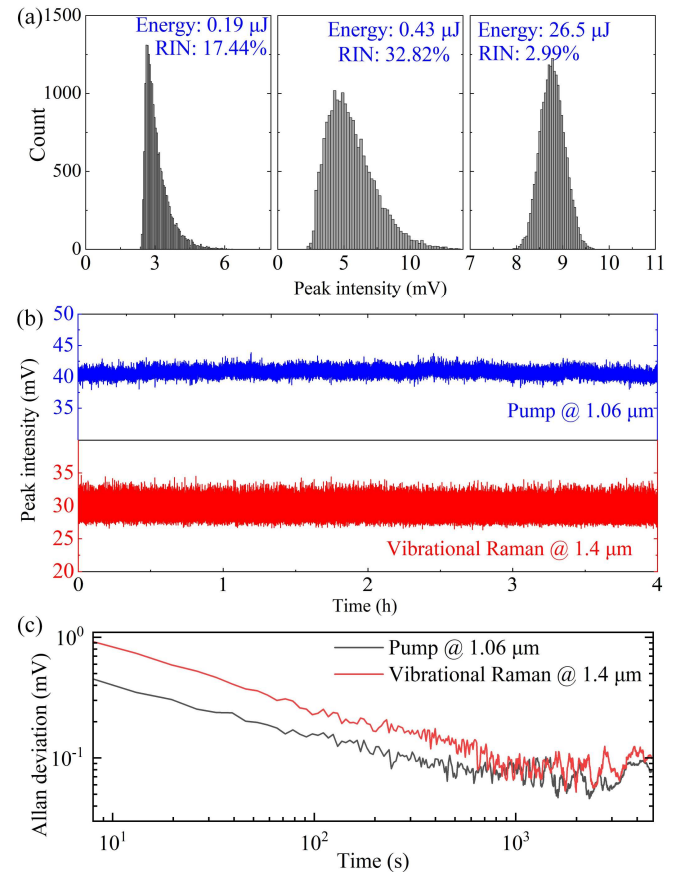 (a)
1500
1000
500
0
Count
Energy: 0.19 μJ
RIN: 17.44%
Energy: 0.43 μJ
RIN: 32.82%
Energy: 26.5 μJ
RIN: 2.99%
0 3 6 0 5 10 7 8 9 10 11
Peak intensity (mV)
(b)
50
45
40
35
Pump @ 1.06 μm
Peak intensity (mV)
35
30
25
20
Vibrational Raman @ 1.4 μm
0 1 2 3 4
Time (h)
(c)
10⁰
10⁻¹
Allan deviation (mV)
Pump @ 1.06 μm
Vibrational Raman @ 1.4 μm
10¹ 10² 10³
Time (s)